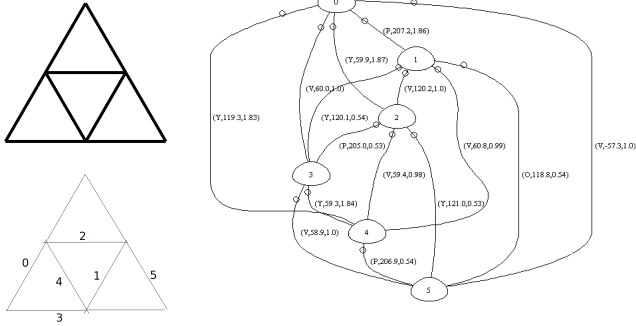 0
(P,207.2,1.86)
1
(Y,59.9,1.87)
(V,60.0,1.0)
(V,120.2,1.0)
(Y,119.3,1.83)
(Y,120.1,0.54)
2
(P,205.0,0.53)
(V,60.8,0.99)
(V,-57.3,1.0)
3
(V,59.4,0.98)
(O,118.8,0.54)
(Y,59.3,1.84)
(Y,121.0,0.53)
(V,58.9,1.0)
4
(P,206.9,0.54)
5
2
0
4
1
5
3